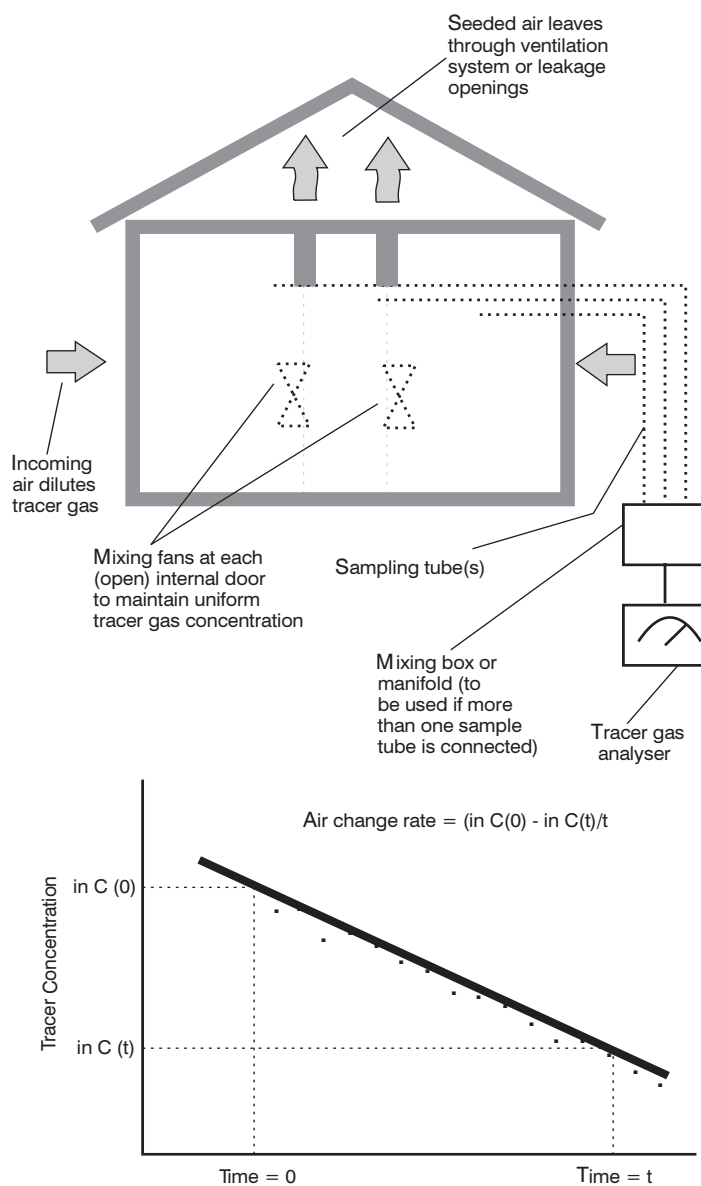 Seeded air leaves
through ventilation
system or leakage
openings
Incoming
air dilutes
tracer gas
Mixing fans at each
(open) internal door
to maintain uniform
tracer gas concentration
Sampling tube(s)
Mixing box or
manifold (to
be used if more
than one sample
tube is connected)
Tracer gas
analyser
Air change rate = (in C(0) - in C(t)/t
Tracer Concentration
in C (0)
in C (t)
Time = 0
Time = t